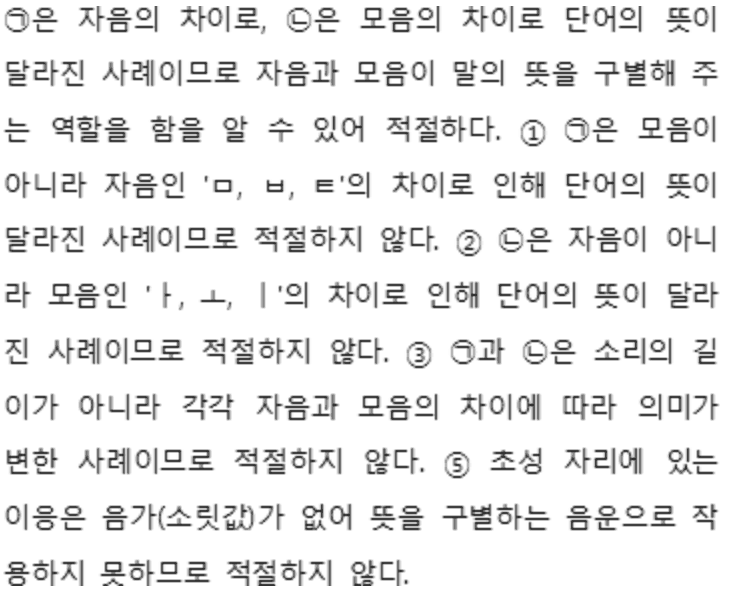 ㉠은 자음의 차이로, ㉡은 모음의 차이로 단어의 뜻이
달라진 사례이므로 자음과 모음이 말의 뜻을 구별해 주
는 역할을 함을 알 수 있어 적절하다. ① ㉠은 모음이
아니라 자음인 'ㅁ, ㅂ, ㅌ'의 차이로 인해 단어의 뜻이
달라진 사례이므로 적절하지 않다. ② ㉡은 자음이 아니
라 모음인 'ㅏ, ㅗ, ㅣ'의 차이로 인해 단어의 뜻이 달라
진 사례이므로 적절하지 않다. ③ ㉠과 ㉡은 소리의 길
이가 아니라 각각 자음과 모음의 차이에 따라 의미가
변한 사례이므로 적절하지 않다. ⑤ 초성 자리에 있는
이응은 음가(소릿값)가 없어 뜻을 구별하는 음운으로 작
용하지 못하므로 적절하지 않다.